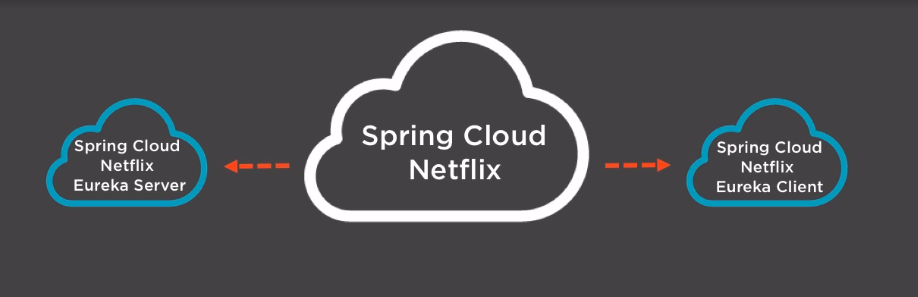 Spring Cloud
Netflix
Eureka Server
Spring Cloud
Netflix
Spring Cloud
Netflix
Eureka Client